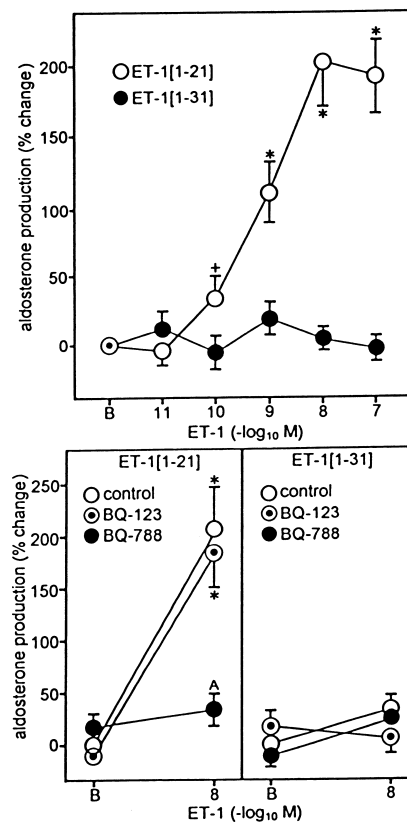 aldosterone production (% change)
200
150
100
50
0
ET-1[1-21]
ET-1[1-31]
+
*
*
*
B 11 10 9 8 7
ET-1 (-log10 M)
aldosterone production (% change)
250
200
150
100
50
0
ET-1[1-21]
control
BQ-123
BQ-788
*
*
A
B 8
ET-1[1-31]
control
BQ-123
BQ-788
B 8
ET-1 (-log10 M)